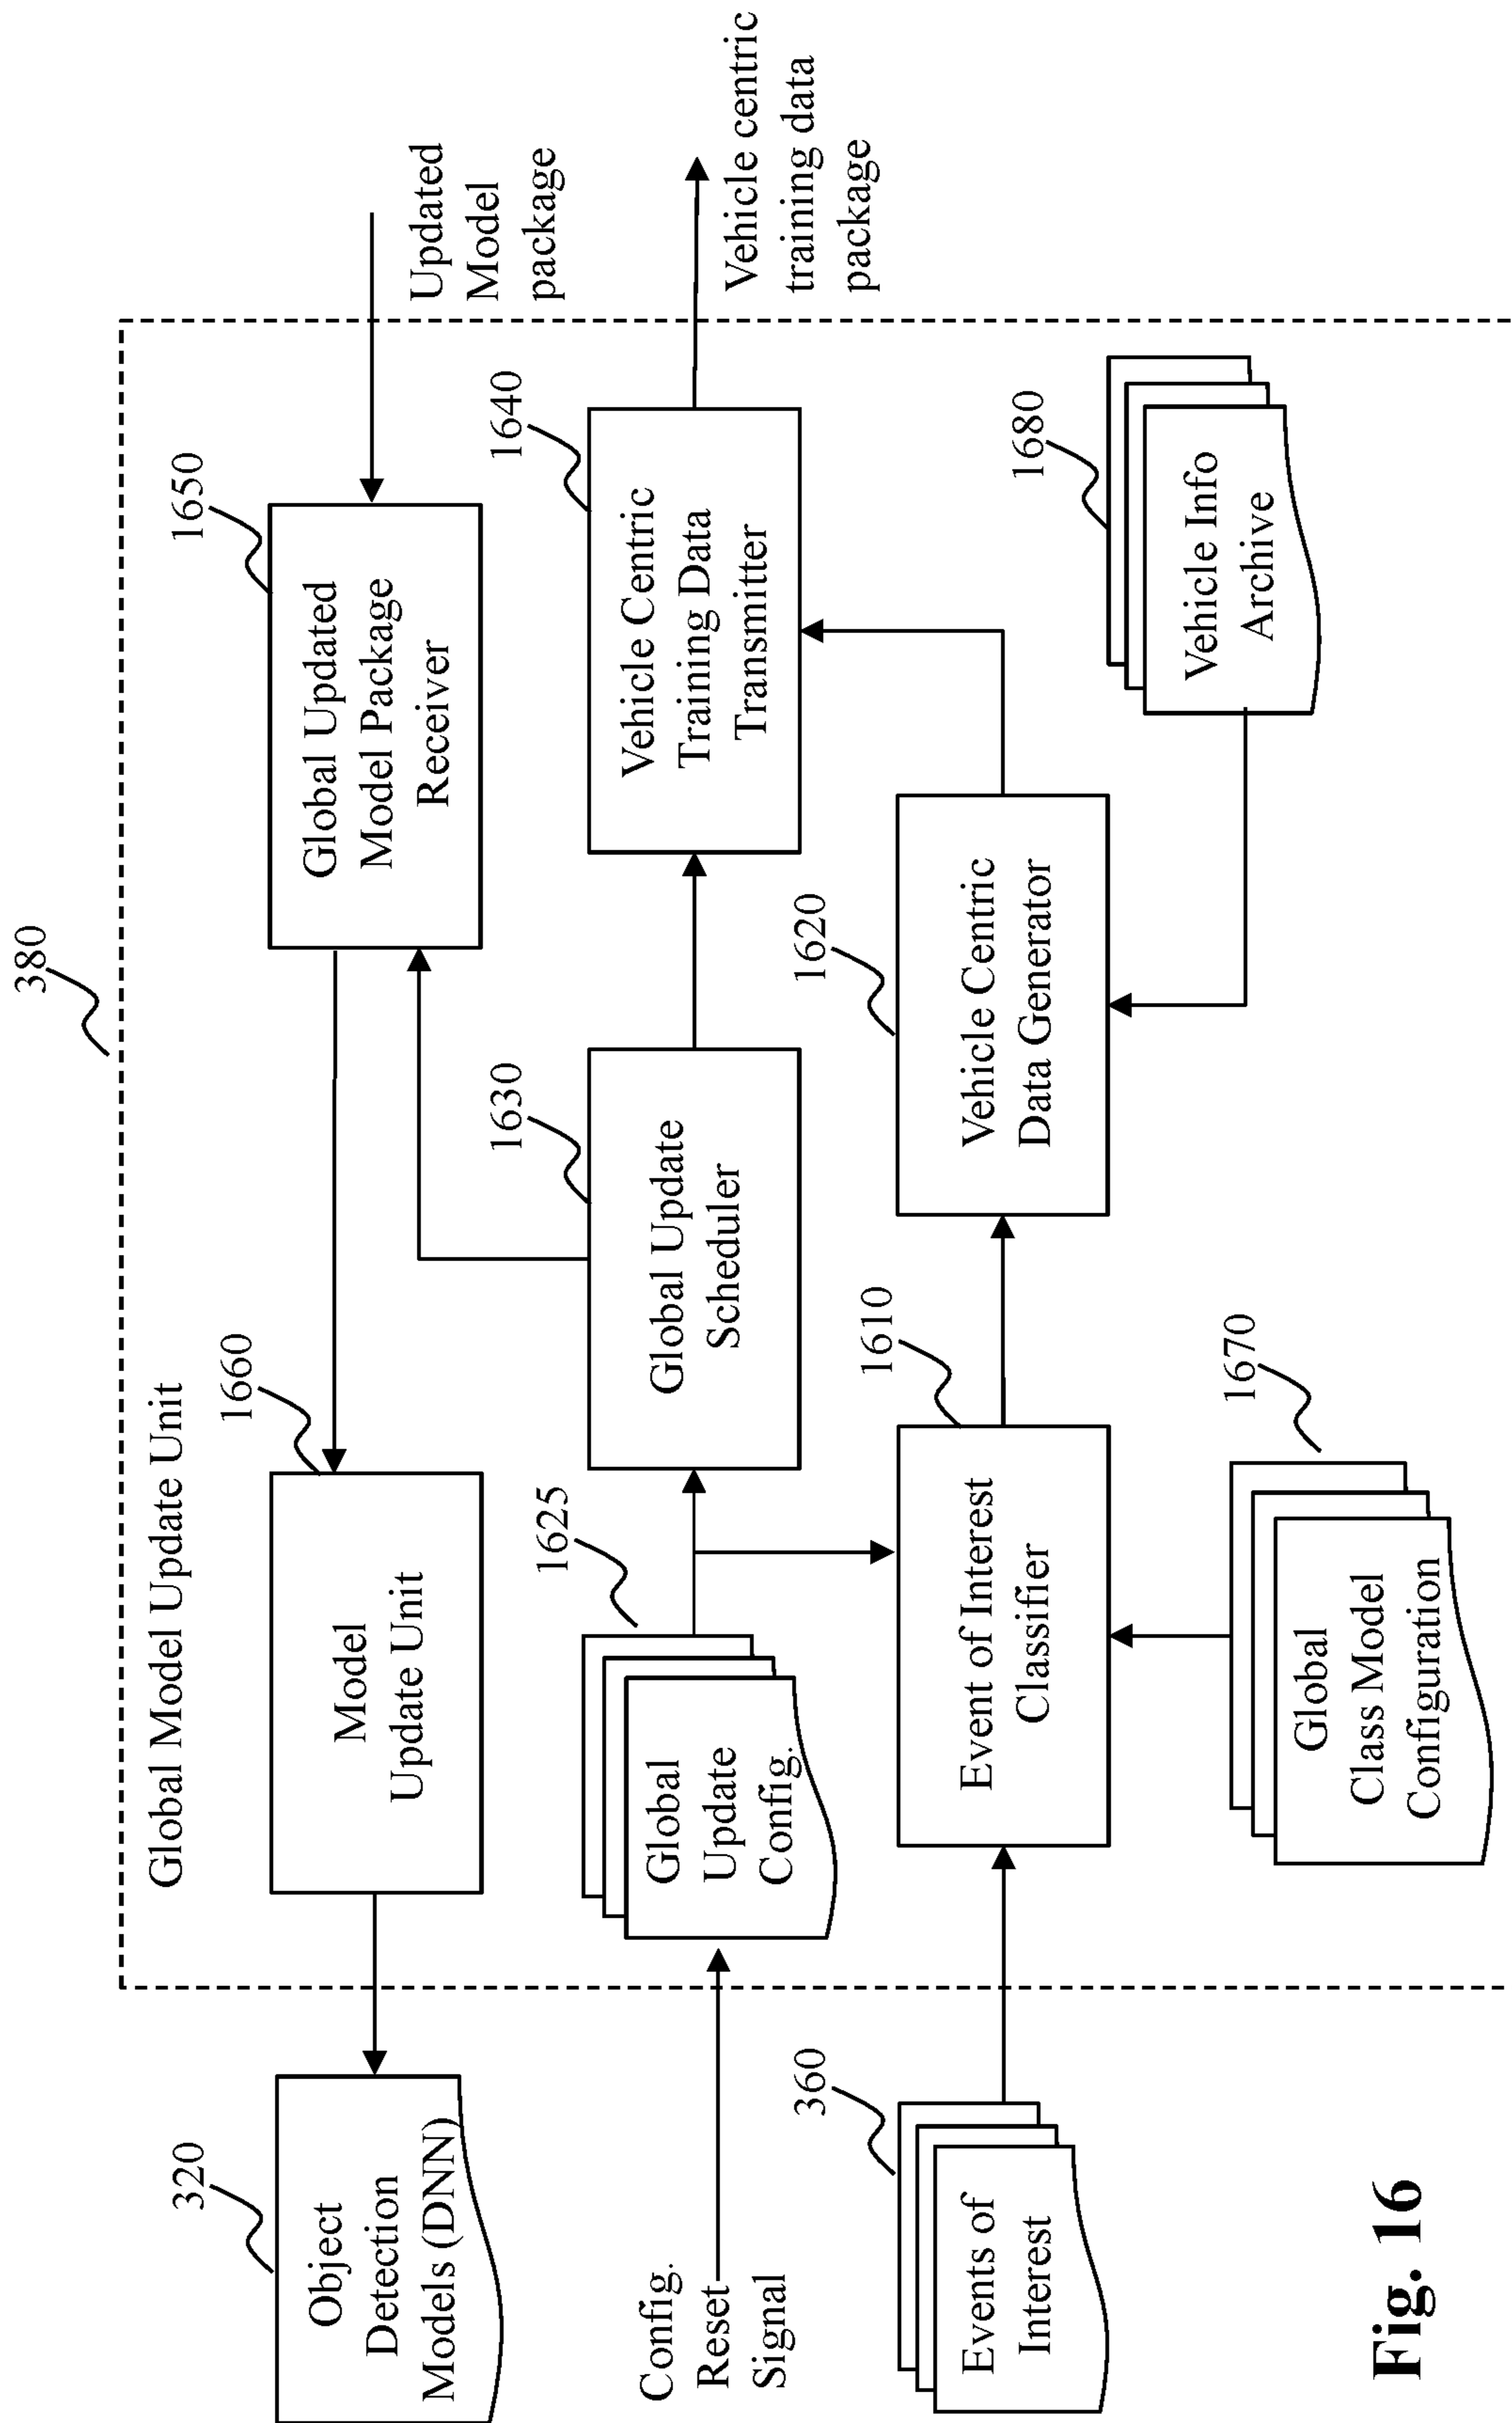 380
Global Model Update Unit
320
Object
Detection
Models (DNN)
1660
Model
Update Unit
1650
Global Updated
Model Package
Receiver
Updated
Model
package
Config.
Reset
Signal
1625
Global
Update
Config.
1630
Global Update
Scheduler
1640
Vehicle Centric
Training Data
Transmitter
Vehicle centric
training data
package
360
Events of
Interest
1610
Event of Interest
Classifier
1620
Vehicle Centric
Data Generator
1680
Vehicle Info
Archive
1670
Global
Class Model
Configuration
Fig. 16